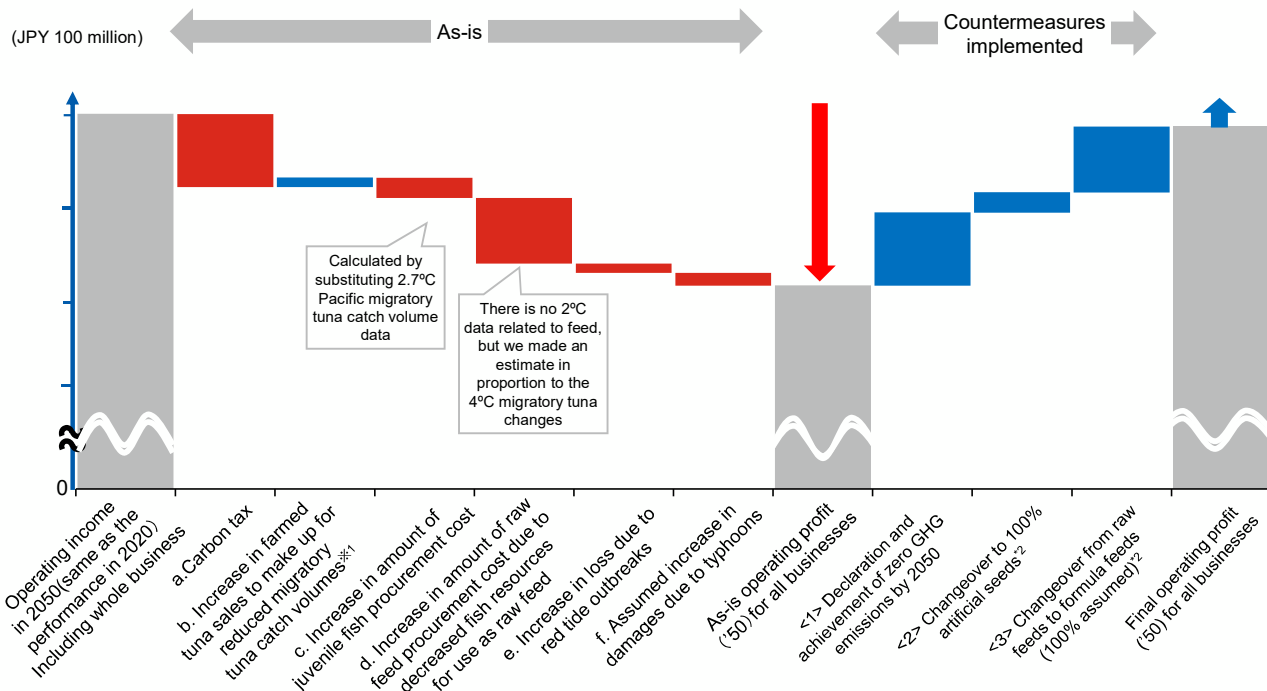 (JPY 100 million)
As-is
Countermeasures
implemented
Calculated by
substituting 2.7ºC
Pacific migratory
tuna catch volume
data
There is no 2ºC
data related to feed,
but we made an
estimate in
proportion to the
4ºC migratory tuna
changes
0
Operating income
in 2050(same as the
performance in 2020)
Including whole business
a.Carbon tax
b. Increase in farmed
tuna sales to make up for
reduced migratory
tuna catch volumes※1
c. Increase in amount of
juvenile fish procurement cost
d. Increase in amount of raw
feed procurement cost due to
decreased fish resources
for use as raw feed
e. Increase in loss due to
red tide outbreaks
f. Assumed increase in
damages due to typhoons
As-is operating profit
('50) for all businesses
<1> Declaration and
achievement of zero GHG
emissions by 2050
<2> Changeover to 100%
artificial seeds*2
<3> Changeover from raw
feeds to formula feeds
(100% assumed)*2
Final operating profit
('50) for all businesses